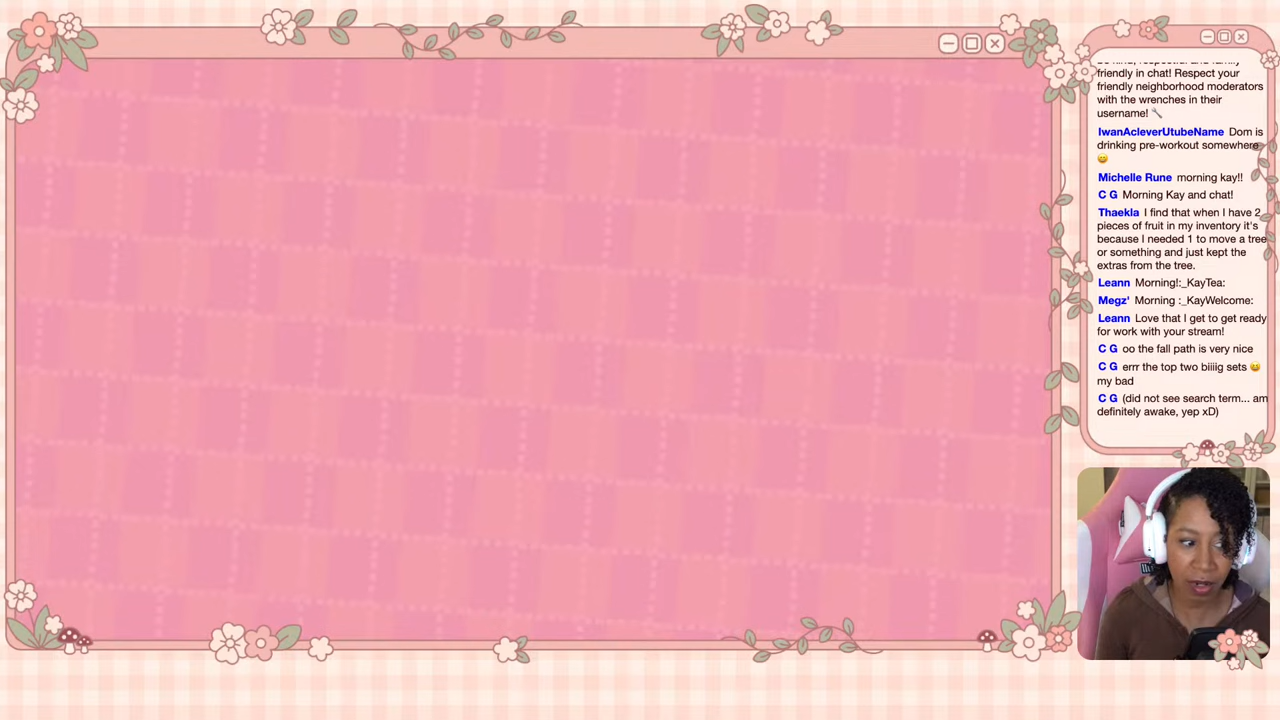 friendly in chat! Respect your
friendly neighborhood moderators
with the wrenches in their
username! 🔧
IwanAcleverUtubeName Dom is
drinking pre-workout somewhere
😄
Michelle Rune morning kay!!
C G Morning Kay and chat!
Thaekla I find that when I have 2
pieces of fruit in my inventory it's
because I needed 1 to move a tree
or something and just kept the
extras from the tree.
Leann Morning!:_KayTea:
Megz' Morning :_KayWelcome:
Leann Love that I get to get ready
for work with your stream!
C G oo the fall path is very nice
C G errr the top two biiiig sets 😄
my bad
C G (did not see search term... am
definitely awake, yep xD)